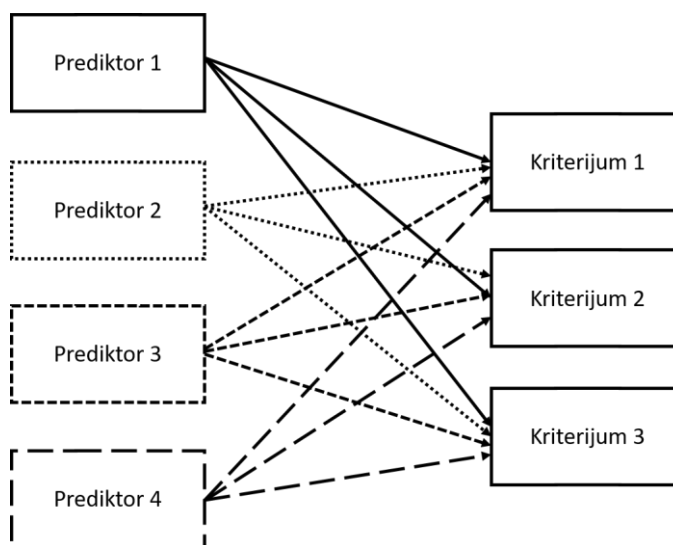 Prediktor 1
Prediktor 2
Prediktor 3
Prediktor 4
Kriterijum 1
Kriterijum 2
Kriterijum 3